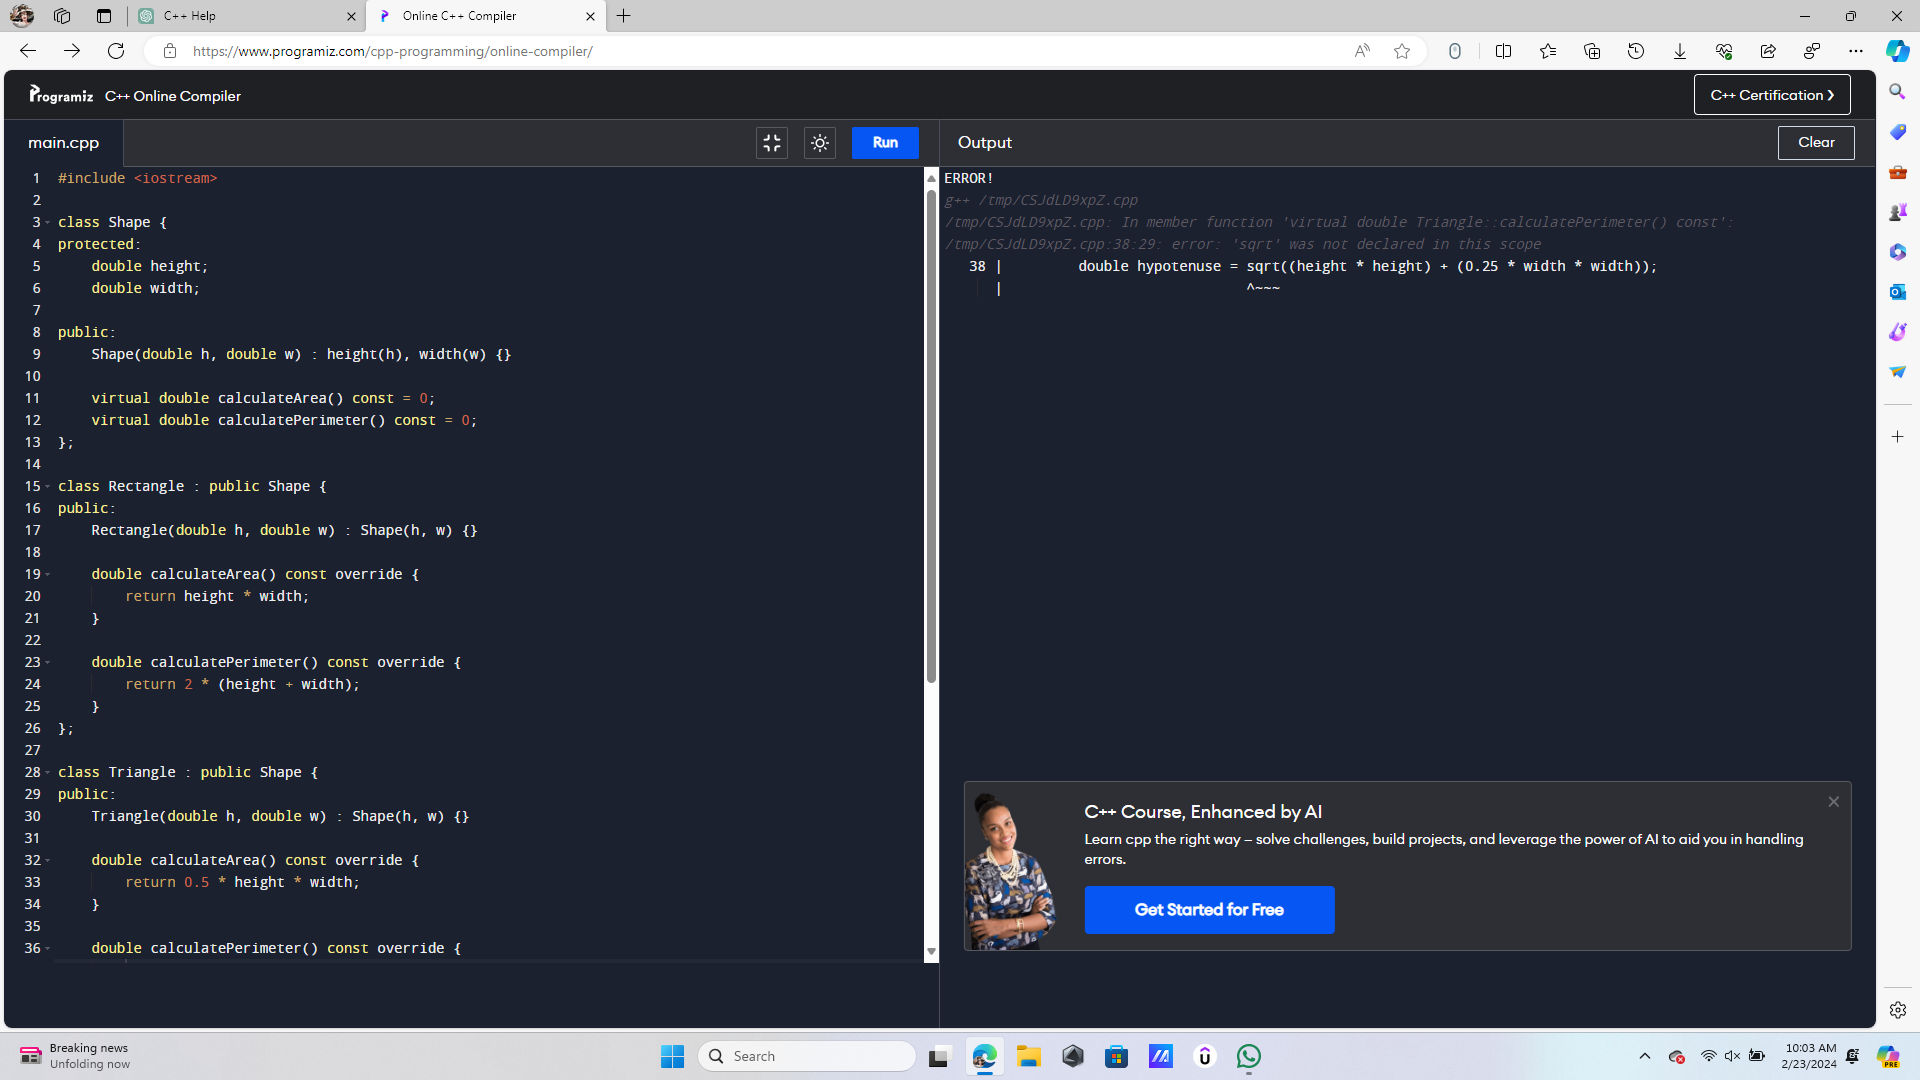 C++ Help
Online C++ Compiler
https://www.programiz.com/cpp-programming/online-compiler/
Programiz C++ Online Compiler
C++ Certification ❯
main.cpp
Run
Output
Clear
1 #include <iostream>
2
3 class Shape {
4 protected:
5     double height;
6     double width;
7
8 public:
9     Shape(double h, double w) : height(h), width(w) {}
10
11     virtual double calculateArea() const = 0;
12     virtual double calculatePerimeter() const = 0;
13 };
14
15 class Rectangle : public Shape {
16 public:
17     Rectangle(double h, double w) : Shape(h, w) {}
18
19     double calculateArea() const override {
20         return height * width;
21     }
22
23     double calculatePerimeter() const override {
24         return 2 * (height + width);
25     }
26 };
27
28 class Triangle : public Shape {
29 public:
30     Triangle(double h, double w) : Shape(h, w) {}
31
32     double calculateArea() const override {
33         return 0.5 * height * width;
34     }
35
36     double calculatePerimeter() const override {
ERROR!
g++ /tmp/CSJdLD9xpZ.cpp
/tmp/CSJdLD9xpZ.cpp: In member function 'virtual double Triangle::calculatePerimeter() const':
/tmp/CSJdLD9xpZ.cpp:38:29: error: 'sqrt' was not declared in this scope
38 |         double hypotenuse = sqrt((height * height) + (0.25 * width * width));
|                             ^~~~
C++ Course, Enhanced by AI
Learn cpp the right way – solve challenges, build projects, and leverage the power of AI to aid you in handling
errors.
Get Started for Free
Breaking news
Unfolding now
Search
10:03 AM
2/23/2024
PRE